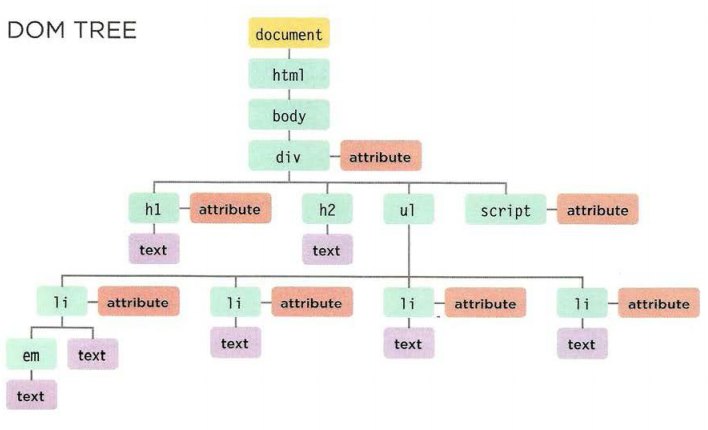 DOM TREE
document
html
body
div attribute
h1 attribute h2 ul script attribute
text text
li attribute li attribute li attribute li attribute
em text text text text
text